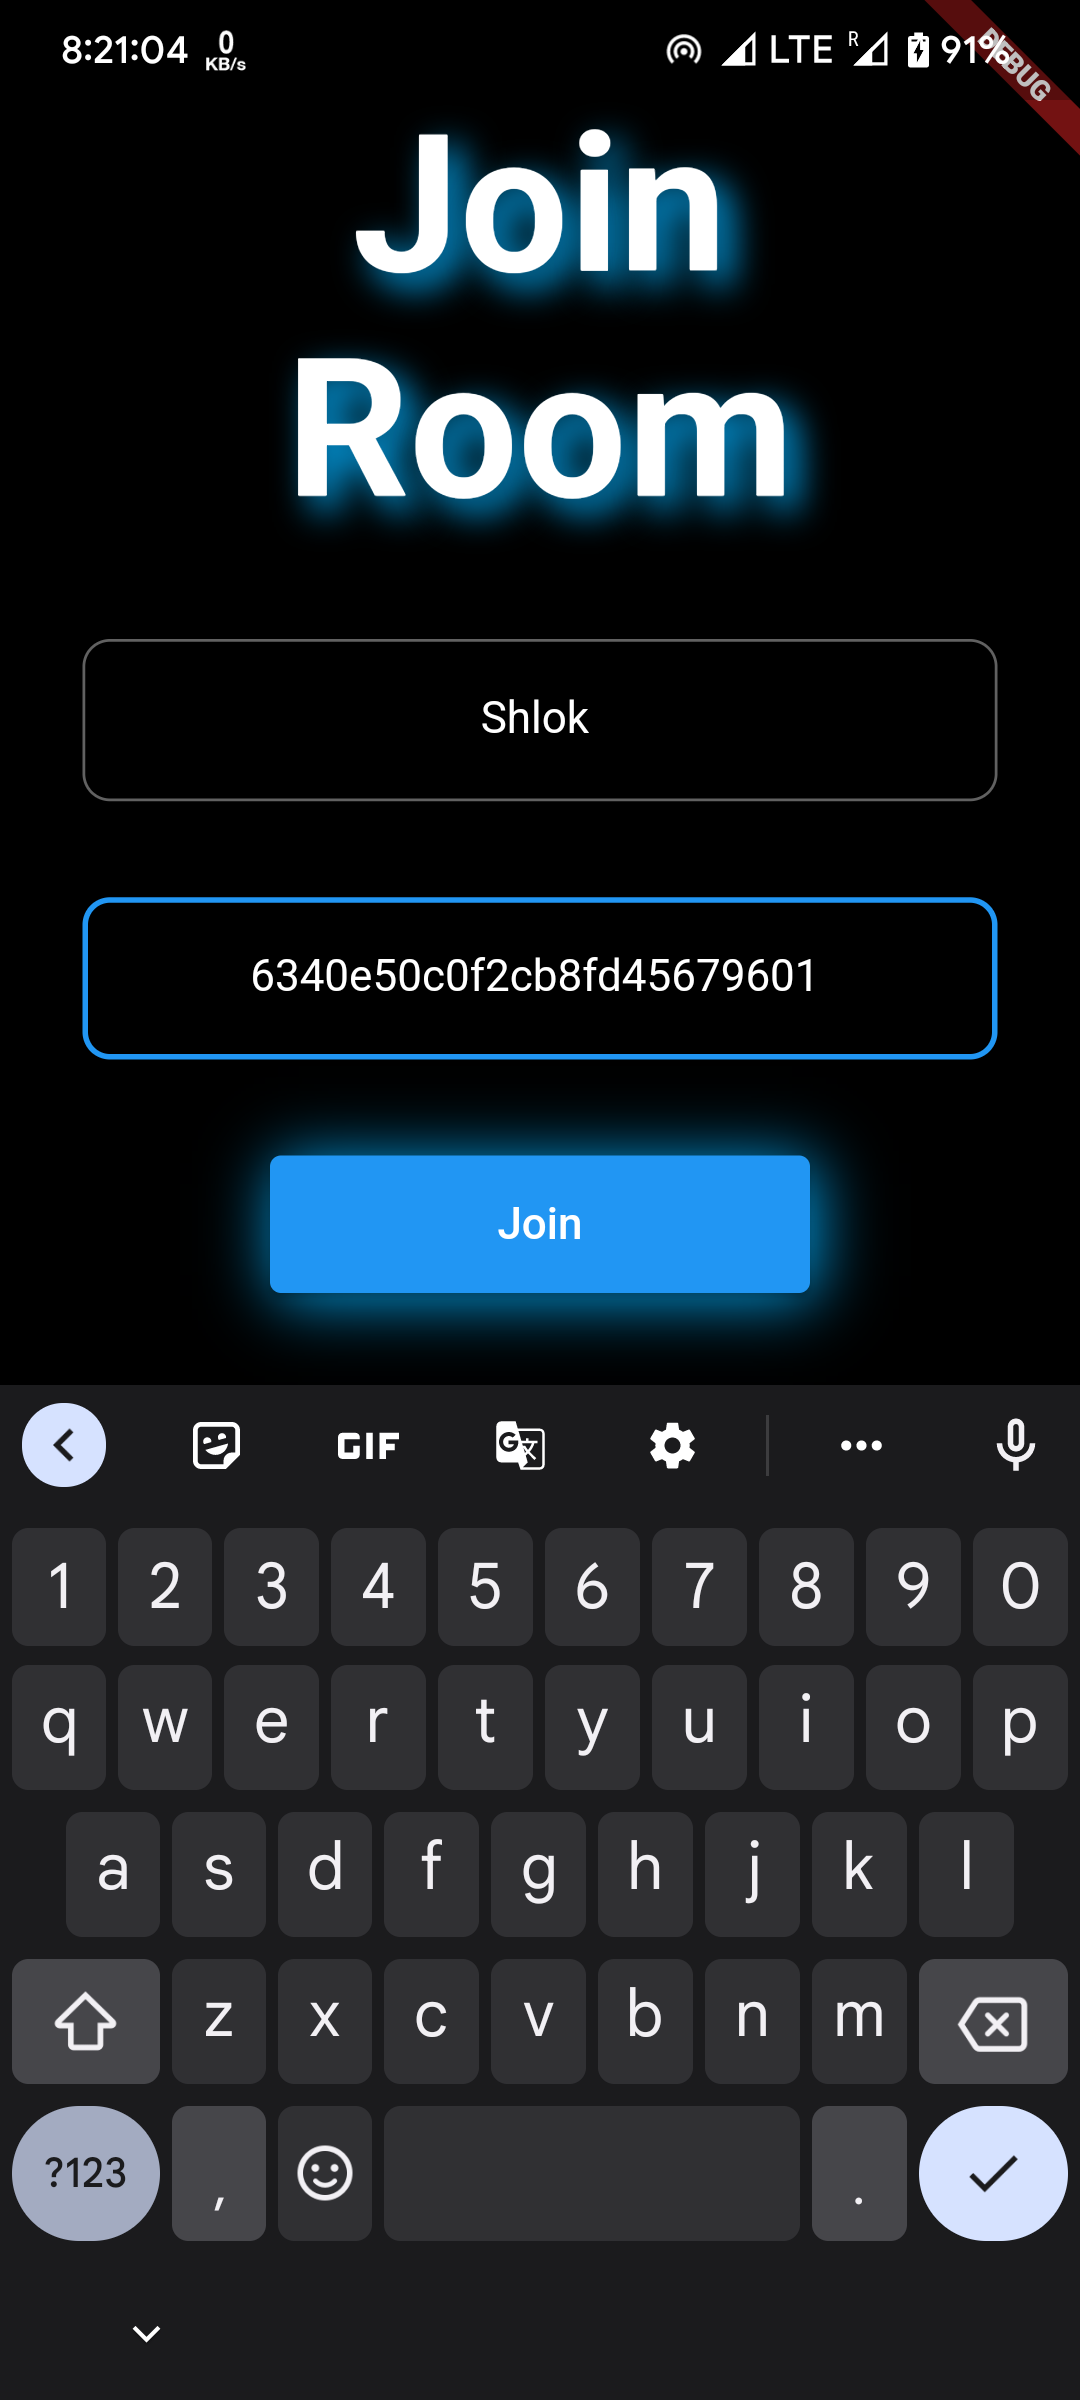 8:21:04 0 KB/s LTE R 91%
DEBUG
Join
Room
Shlok
6340e50c0f2cb8fd45679601
Join
GIF G 文
1 2 3 4 5 6 7 8 9 0
q w e r t y u i o p
a s d f g h j k l
z x c v b n m
?123 , .